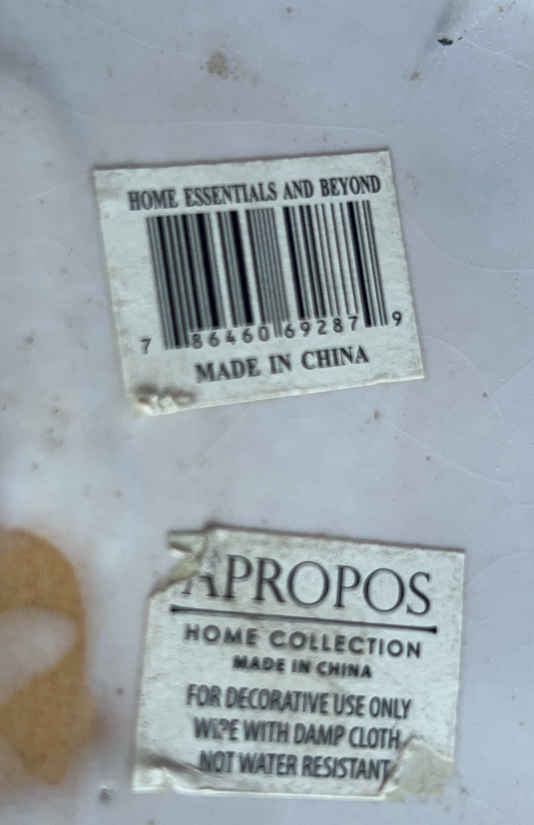 HOME ESSENTIALS AND BEYOND
7 86460 69287 9
MADE IN CHINA
APROPOS
HOME COLLECTION
MADE IN CHINA
FOR DECORATIVE USE ONLY
WIPE WITH DAMP CLOTH
NOT WATER RESISTANT